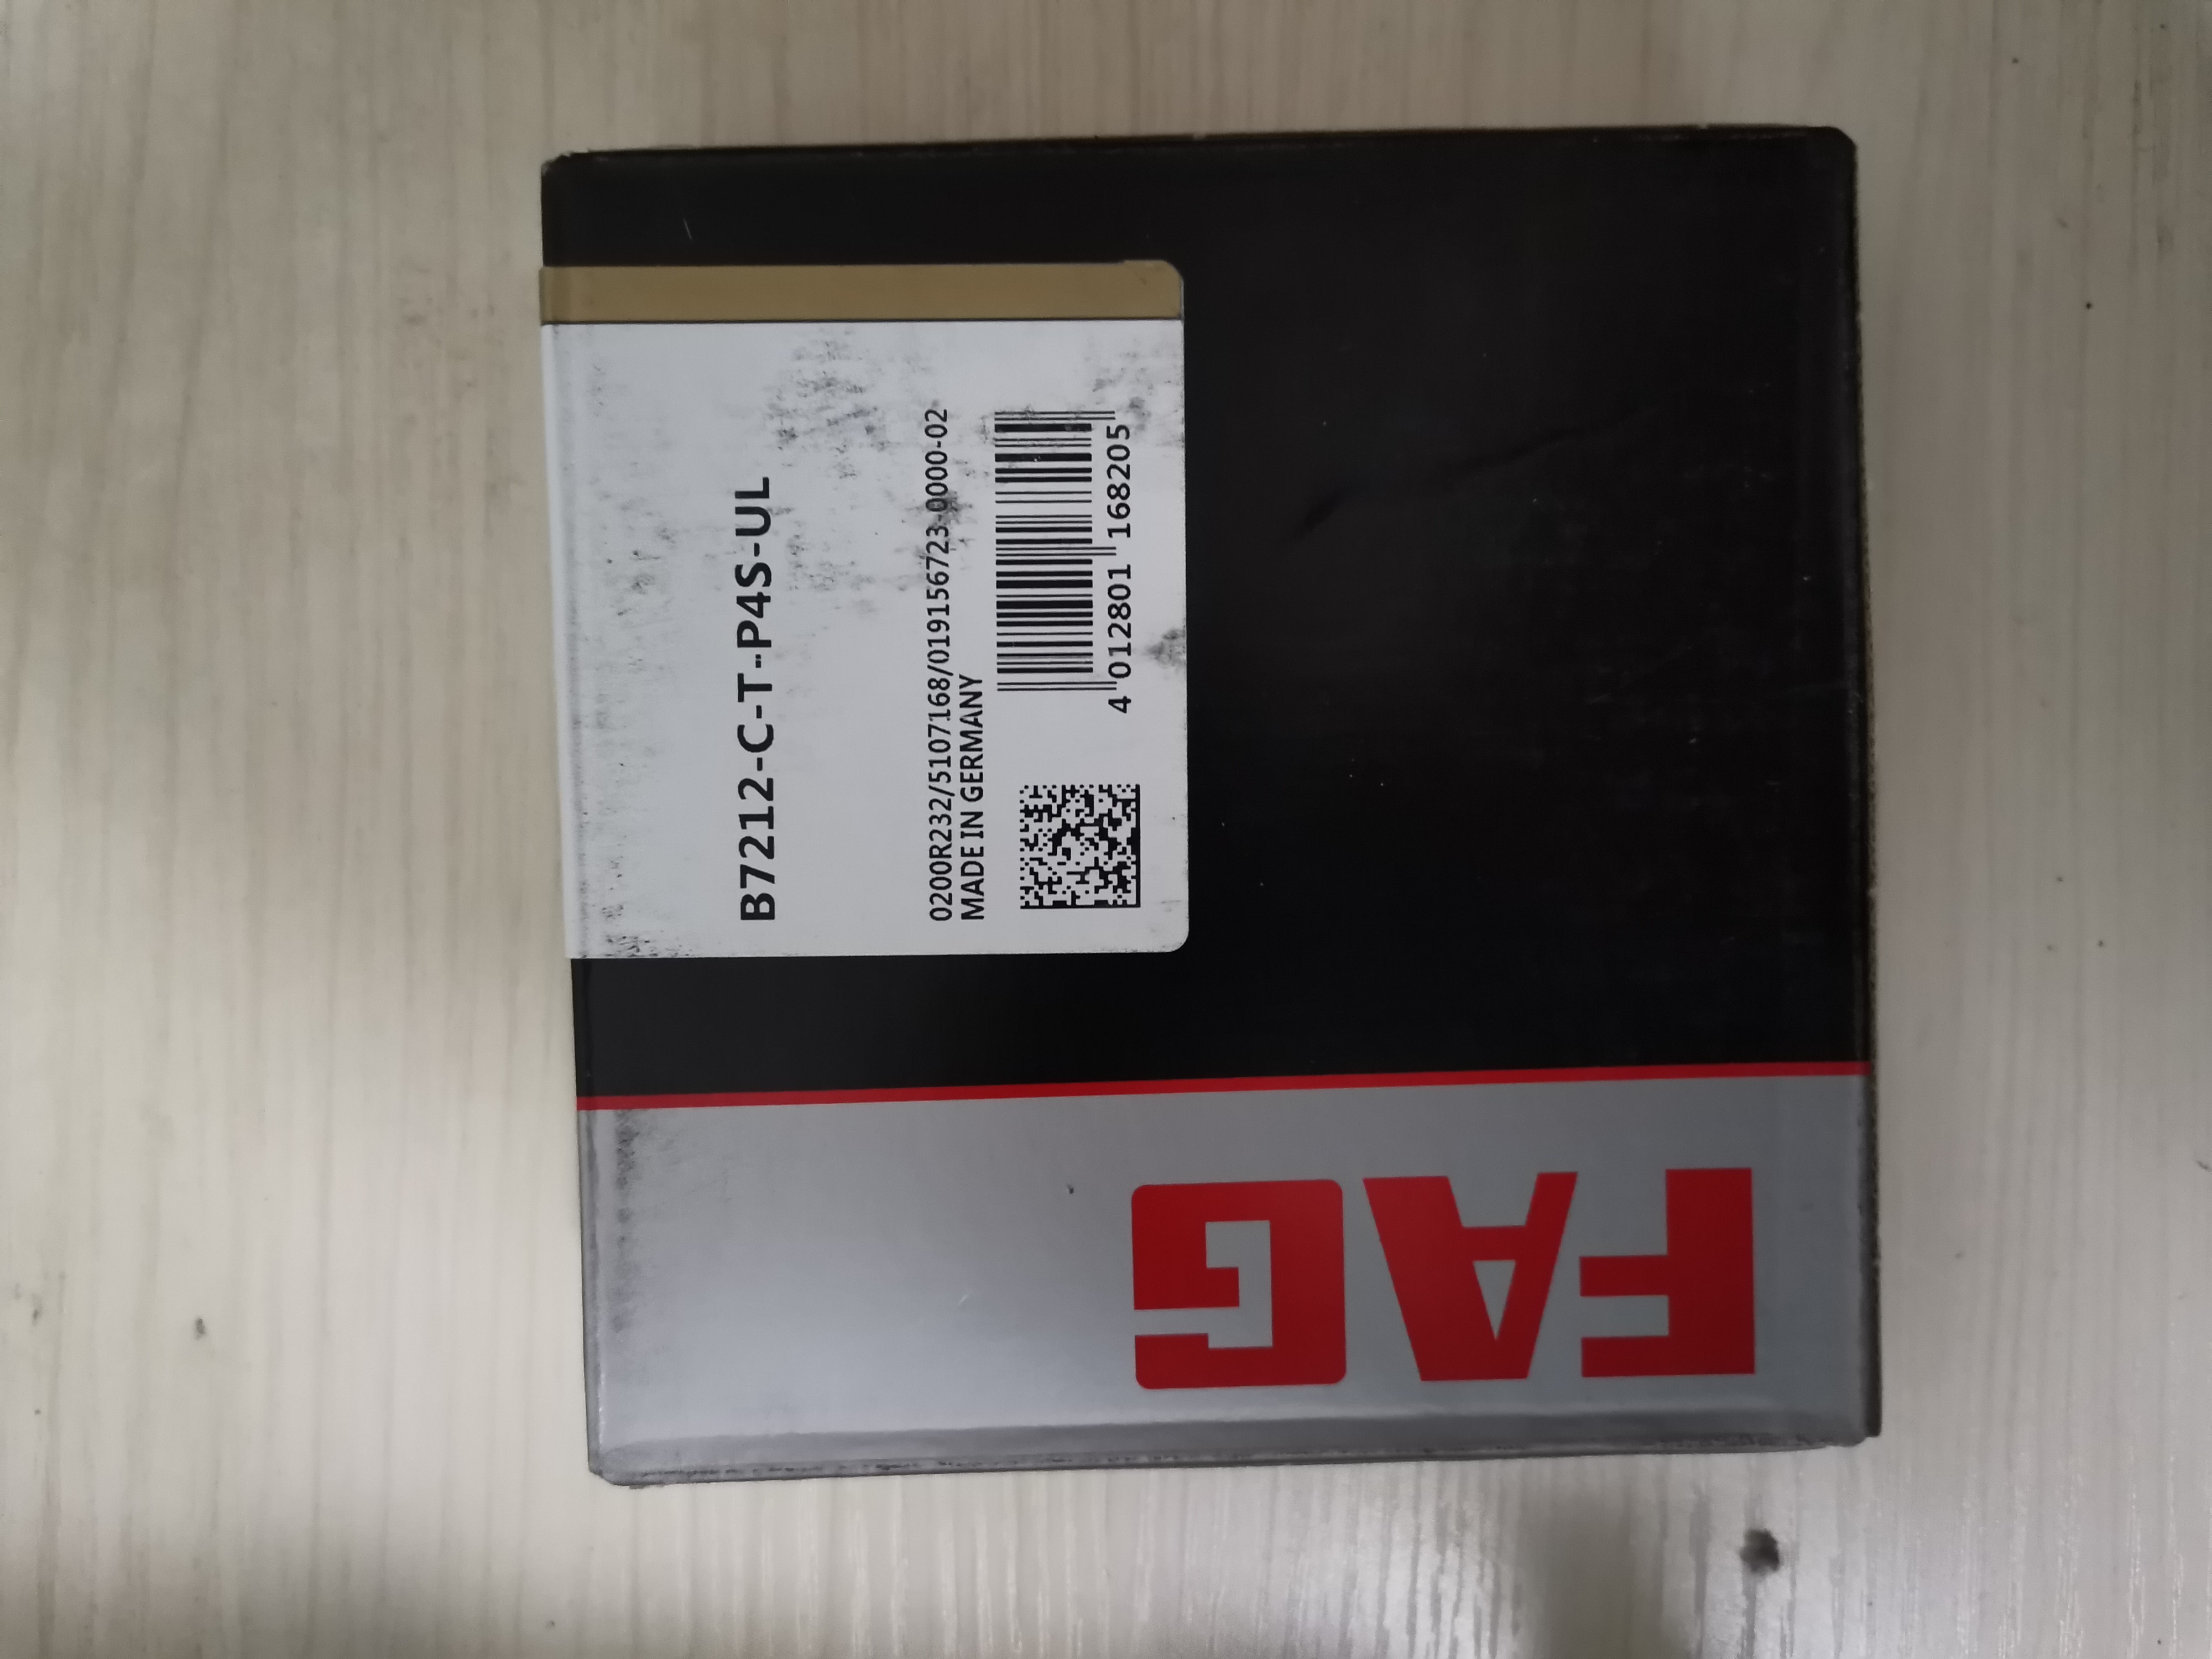 B7212-C-T-P4S-UL
0200R232/5107168/019156723-0000-02
MADE IN GERMANY
4 012801 168205
FAG